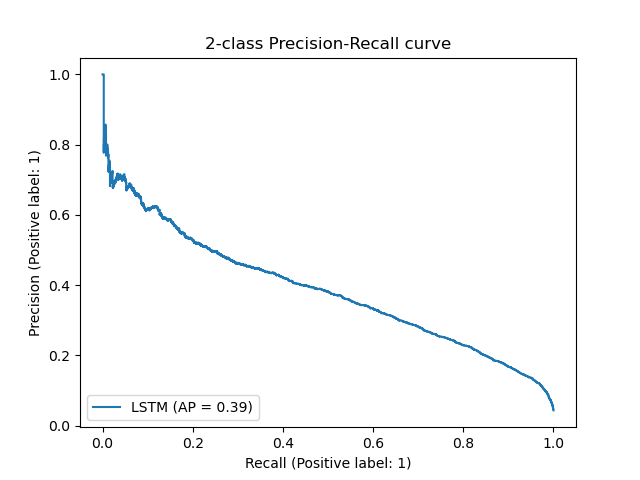 2-class Precision-Recall curve
1.0
0.8
0.6
0.4
0.2
0.0
Precision (Positive label: 1)
LSTM (AP = 0.39)
0.0 0.2 0.4 0.6 0.8 1.0
Recall (Positive label: 1)